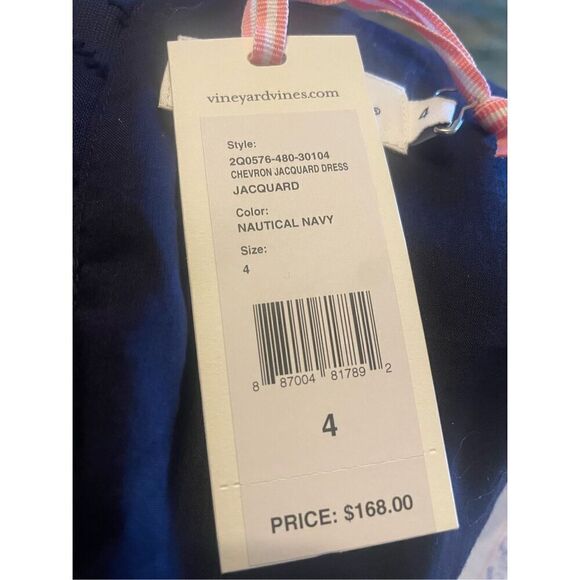 vineyardvines.com
®
4
Style:
2Q0576-480-30104
CHEVRON JACQUARD DRESS
JACQUARD
Color:
NAUTICAL NAVY
Size:
4
8 87004 81789 2
4
PRICE: $168.00